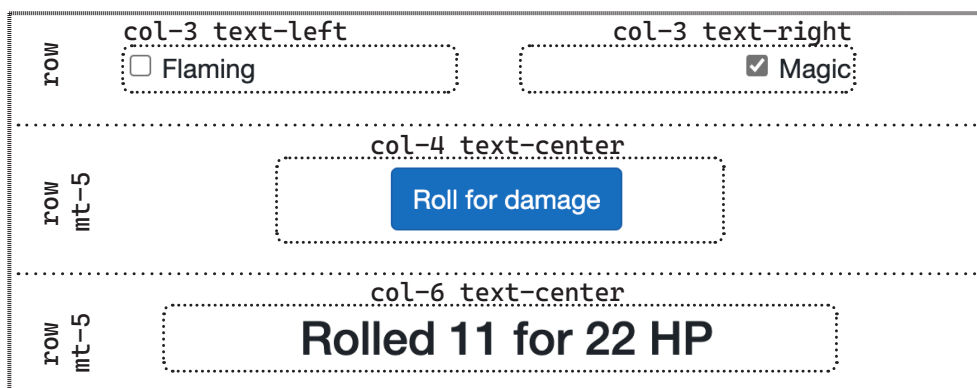 col-3 text-left
col-3 text-right
row
Flaming
Magic
col-4 text-center
row
mt-5
Roll for damage
col-6 text-center
row
mt-5
Rolled 11 for 22 HP